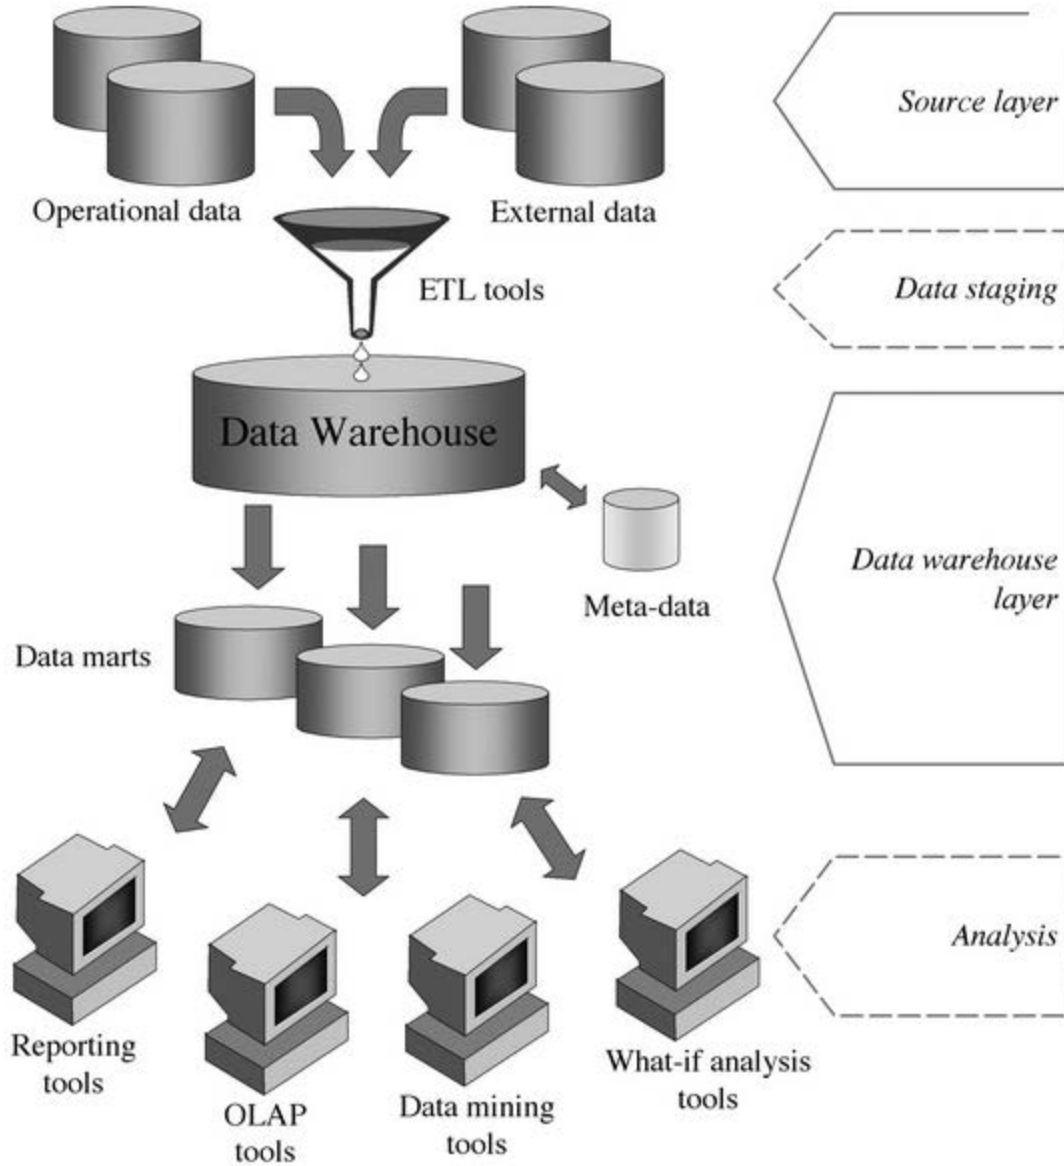 Source layer
Operational data
External data
ETL tools
Data staging
Data Warehouse
Data warehouse
layer
Meta-data
Data marts
Analysis
Reporting
tools
OLAP
tools
Data mining
tools
What-if analysis
tools